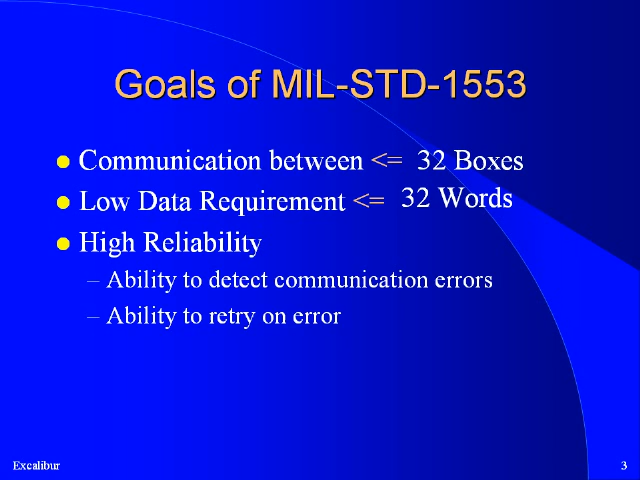 Goals of MIL-STD-1553
Communication between <= 32 Boxes
Low Data Requirement <= 32 Words
High Reliability
– Ability to detect communication errors
– Ability to retry on error
Excalibur
3